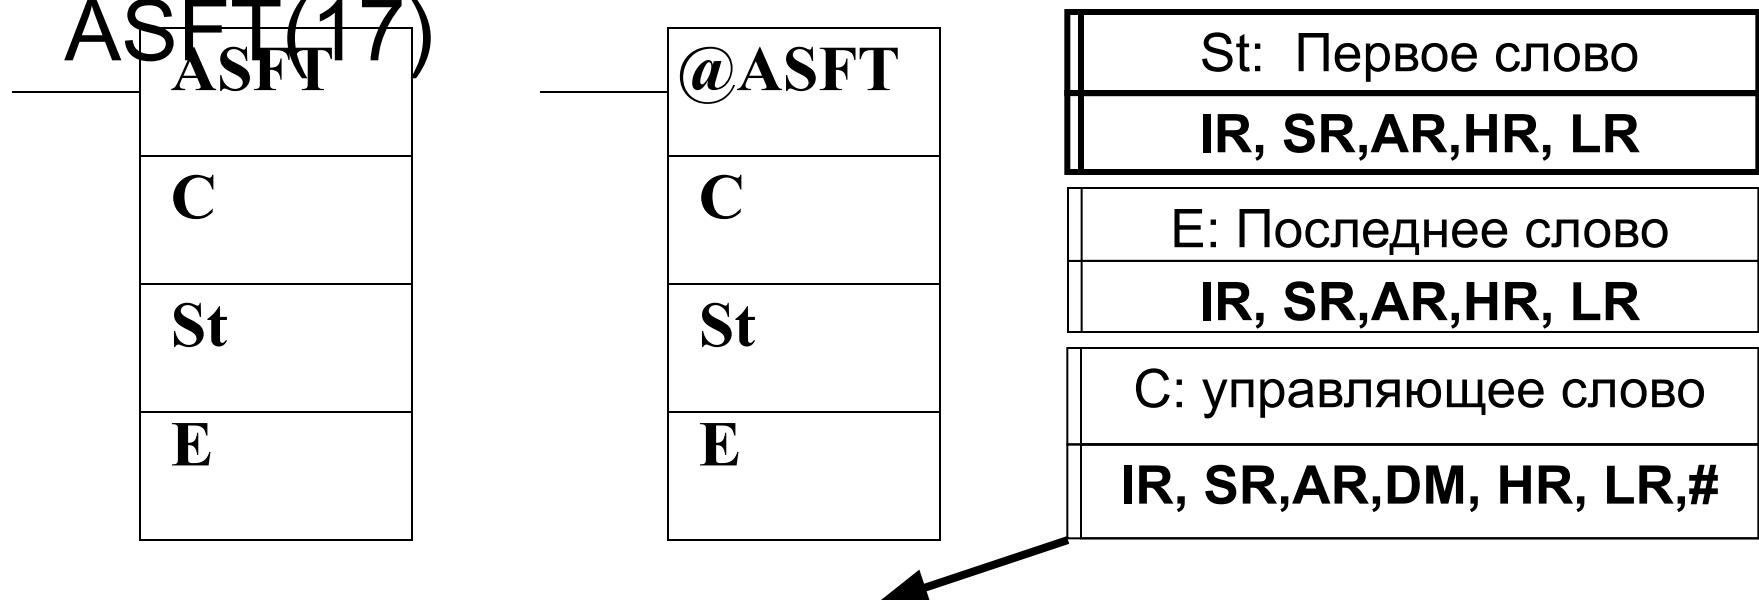 ASFT(17)
ASFT
C
St
E
@ASFT
C
St
E
St: Первое слово
IR, SR,AR,HR, LR
E: Последнее слово
IR, SR,AR,HR, LR
C: управляющее слово
IR, SR,AR,DM, HR, LR,#